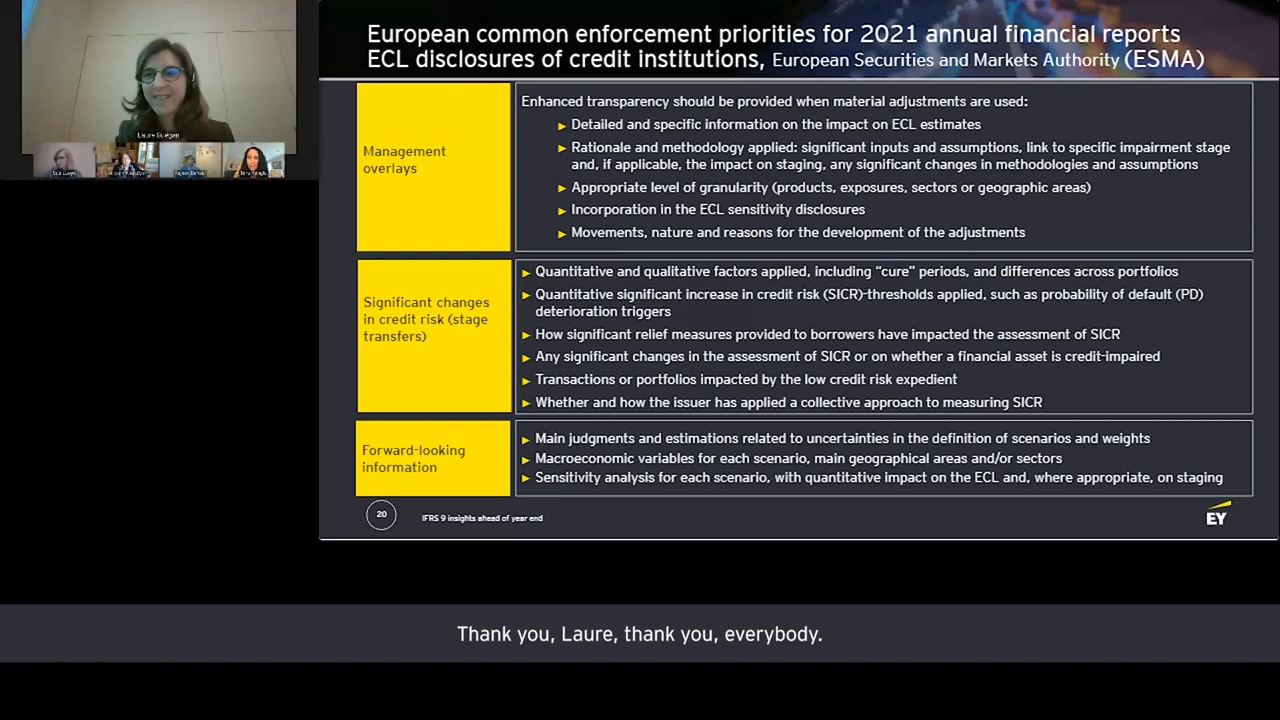 European common enforcement priorities for 2021 annual financial reports
ECL disclosures of credit institutions, European Securities and Markets Authority (ESMA)
Laure Guégan
Sue Lloyd
Management
overlays
Enhanced transparency should be provided when material adjustments are used:
► Detailed and specific information on the impact on ECL estimates
► Rationale and methodology applied: significant inputs and assumptions, link to specific impairment stage
and, if applicable, the impact on staging, any significant changes in methodologies and assumptions
► Appropriate level of granularity (products, exposures, sectors or geographic areas)
► Incorporation in the ECL sensitivity disclosures
► Movements, nature and reasons for the development of the adjustments
Significant changes
in credit risk (stage
transfers)
► Quantitative and qualitative factors applied, including “cure” periods, and differences across portfolios
► Quantitative significant increase in credit risk (SICR)-thresholds applied, such as probability of default (PD)
deterioration triggers
► How significant relief measures provided to borrowers have impacted the assessment of SICR
► Any significant changes in the assessment of SICR or on whether a financial asset is credit-impaired
► Transactions or portfolios impacted by the low credit risk expedient
► Whether and how the issuer has applied a collective approach to measuring SICR
Forward-looking
information
► Main judgments and estimations related to uncertainties in the definition of scenarios and weights
► Macroeconomic variables for each scenario, main geographical areas and/or sectors
► Sensitivity analysis for each scenario, with quantitative impact on the ECL and, where appropriate, on staging
20
IFRS 9 insights ahead of year end
EY
Thank you, Laure, thank you, everybody.